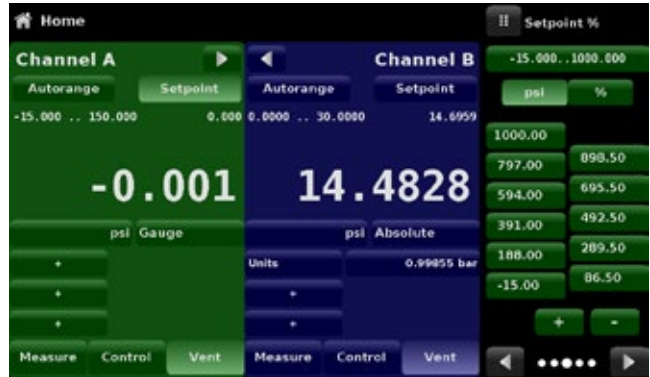 Home
Channel A
Autorange Setpoint
-15.000 .. 150.000 0.000
-0.001
psi Gauge
+
+
+
Measure Control Vent
Channel B
Autorange Setpoint
0.0000 .. 30.0000 14.6959
14.4828
psi Absolute
Units 0.99855 bar
+
+
Measure Control Vent
Setpoint %
-15.000..1000.000
psi %
1000.00
898.50
797.00
695.50
594.00
492.50
391.00
289.50
188.00
86.50
-15.00
+ -